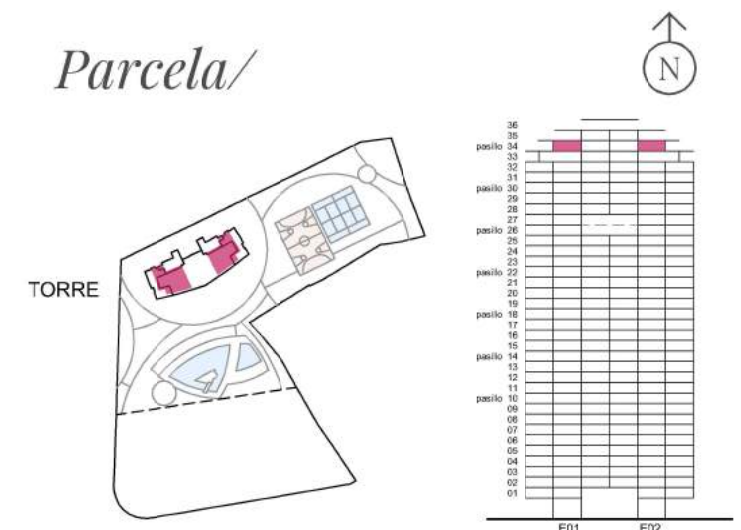 Parcela/
N
TORRE
36
35
pasillo 34
33
32
31
pasillo 30
29
28
27
pasillo 26
25
24
23
pasillo 22
21
20
19
pasillo 18
17
16
15
pasillo 14
13
12
11
pasillo 10
09
08
07
06
05
04
03
02
01
E01 E02